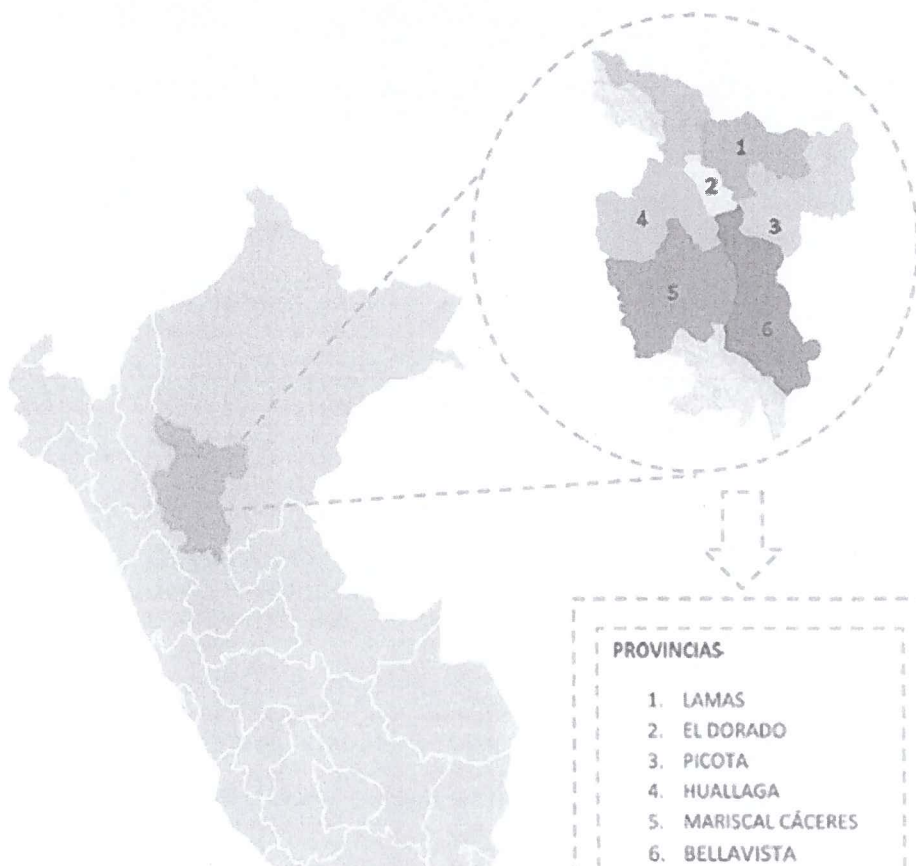 1
2
4
3
5
6
PROVINCIAS
1. LAMAS
2. EL DORADO
3. PICOTA
4. HUALLAGA
5. MARISCAL CÁCERES
6. BELLAVISTA